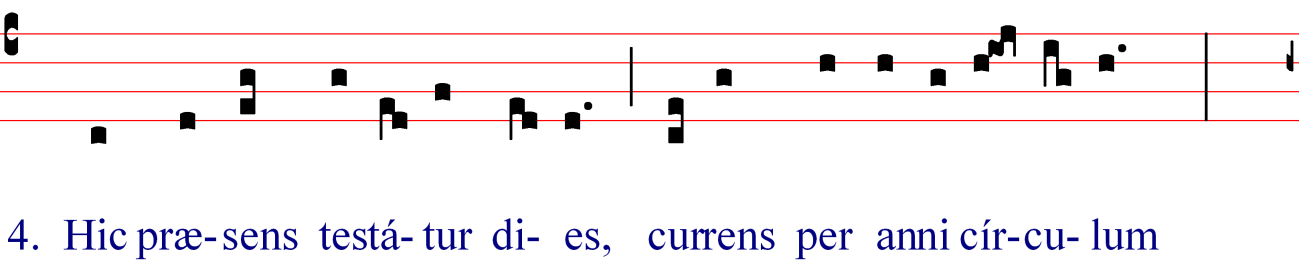 4. Hic præ-sens testá-tur di- es, currens per anni cír-cu- lum